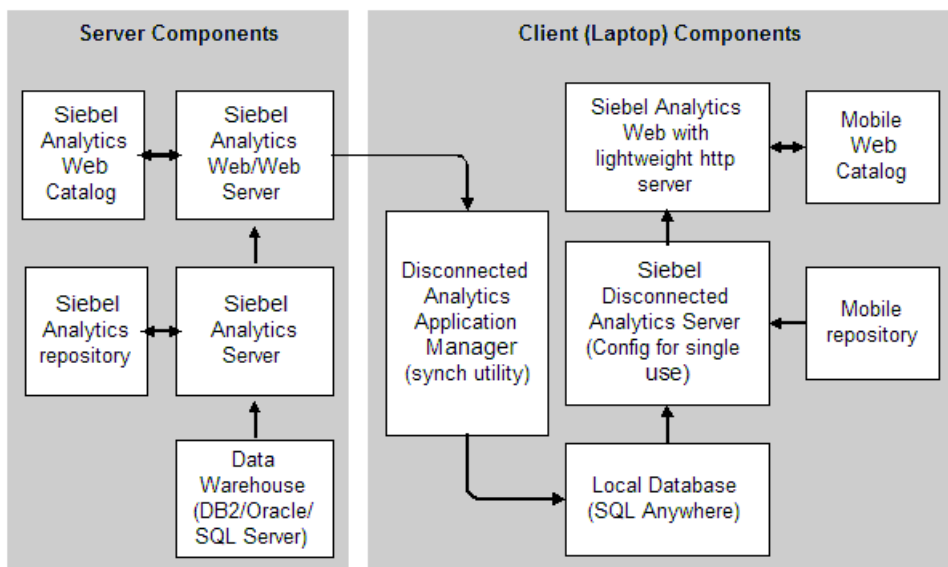 Server Components
Siebel
Analytics
Web
Catalog
Siebel
Analytics
Web/Web
Server
Siebel
Analytics
repository
Siebel
Analytics
Server
Data
Warehouse
(DB2/Oracle/
SQL Server)
Client (Laptop) Components
Disconnected
Analytics
Application
Manager
(synch utility)
Siebel Analytics
Web with
lightweight http
server
Mobile
Web
Catalog
Siebel
Disconnected
Analytics Server
(Config for single
use)
Mobile
repository
Local Database
(SQL Anywhere)